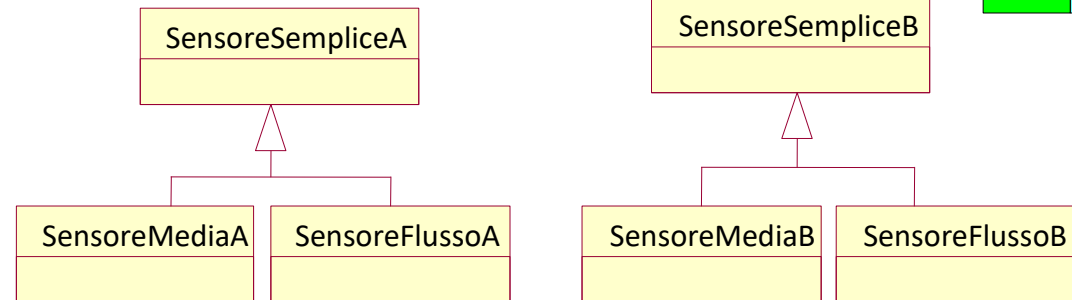 SensoreSempliceA
SensoreSempliceB
SensoreMediaA
SensoreFlussoA
SensoreMediaB
SensoreFlussoB